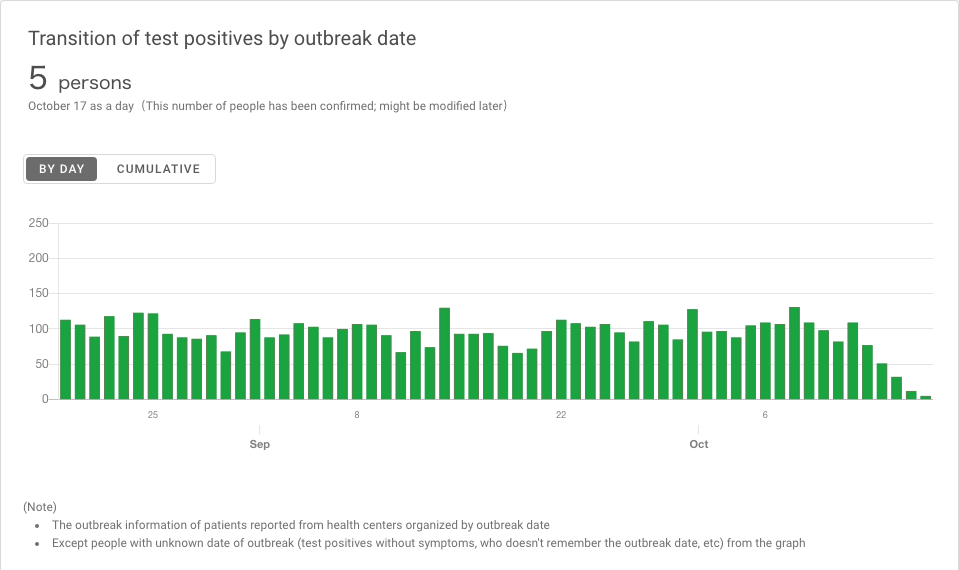 Transition of test positives by outbreak date
5 persons
October 17 as a day（This number of people has been confirmed; might be modified later）
BY DAY CUMULATIVE
250
200
150
100
50
0
25 8 22 6
Sep Oct
(Note)
• The outbreak information of patients reported from health centers organized by outbreak date
• Except people with unknown date of outbreak (test positives without symptoms, who doesn't remember the outbreak date, etc) from the graph